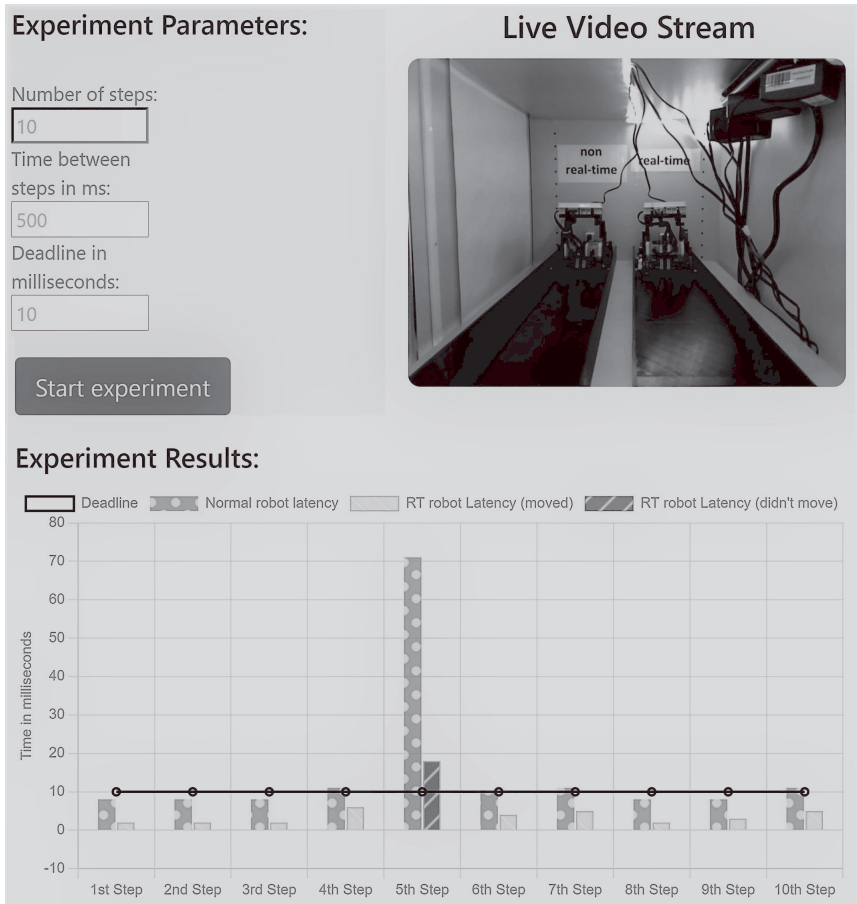 Experiment Parameters:
Number of steps:
10
Time between
steps in ms:
500
Deadline in
milliseconds:
10
Start experiment
Live Video Stream
non
real-time
real-time
Experiment Results:
Deadline Normal robot latency RT robot Latency (moved) RT robot Latency (didn't move)
Time in milliseconds
80
70
60
50
40
30
20
10
0
-10
1st Step 2nd Step 3rd Step 4th Step 5th Step 6th Step 7th Step 8th Step 9th Step 10th Step